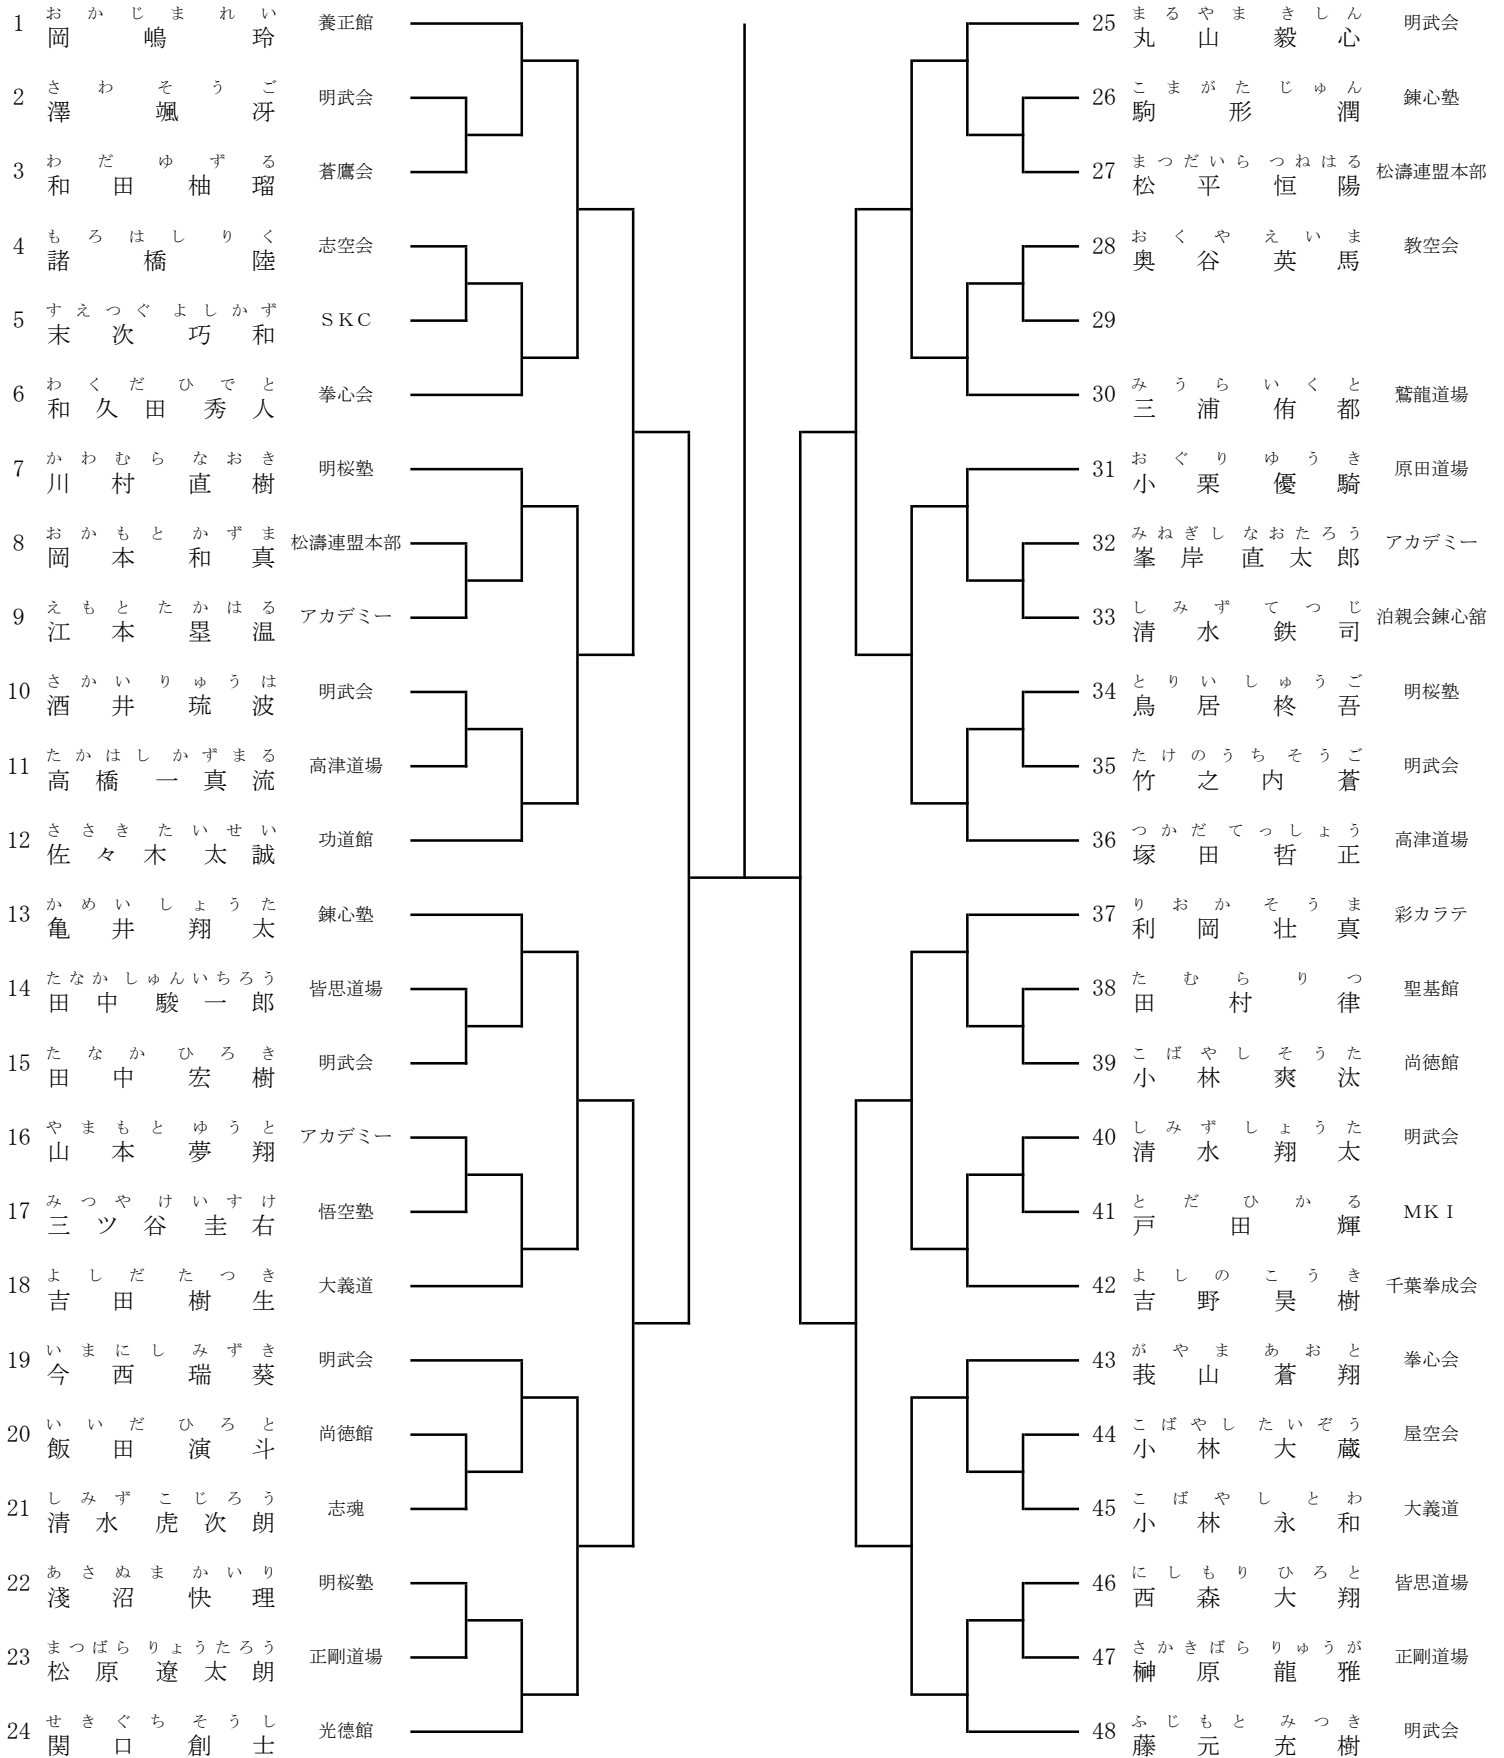 1 おかじま れい 養正館
岡嶋 玲
2 さわ そうご 明武会
澤 颯冴
3 わだ ゆずる 蒼鷹会
和田 柚瑠
4 もろはし りく 志空会
諸橋 陸
5 すえつぐ よしかず ＳＫＣ
末次 巧和
6 わくだ ひでと 拳心会
和久田 秀人
7 かわむら なおき 明桜塾
川村 直樹
8 おかもと かずま 松濤連盟本部
岡本 和真
9 えもと たかはる アカデミー
江本 塁温
10 さかい りゅうは 明武会
酒井 琉波
11 たかはし かずまる 高津道場
高橋 一真流
12 ささき たいせい 功道館
佐々木 太誠
13 かめい しょうた 錬心塾
亀井 翔太
14 たなか しゅんいちろう 皆思道場
田中 駿一郎
15 たなか ひろき 明武会
田中 宏樹
16 やまもと ゆうと アカデミー
山本 夢翔
17 みつや けいすけ 悟空塾
三ツ谷 圭右
18 よしだ たつき 大義道
吉田 樹生
19 いまにし みずき 明武会
今西 瑞葵
20 いいだ ひろと 尚徳館
飯田 演斗
21 しみず こじろう 志魂
清水 虎次朗
22 あさぬま かいり 明桜塾
淺沼 快理
23 まつばら りょうたろう 正剛道場
松原 遼太朗
24 せきぐち そうし 光徳館
関口 創士
25 まるやま きしん 明武会
丸山 毅心
26 こまがた じゅん 錬心塾
駒形 潤
27 まつだいら つねはる 松濤連盟本部
松平 恒陽
28 おくや えいま 教空会
奥谷 英馬
29
30 みうら いくと 鷲龍道場
三浦 侑都
31 おぐり ゆうき 原田道場
小栗 優騎
32 みねぎし なおたろう アカデミー
峯岸 直太郎
33 しみず てつじ 泊親会錬心舘
清水 鉄司
34 とりい しゅうご 明桜塾
鳥居 柊吾
35 たけのうち そうご 明武会
竹之内 蒼
36 つかだ てっしょう 高津道場
塚田 哲正
37 りおか そうま 彩カラテ
利岡 壮真
38 たむら りつ 聖基館
田村 律
39 こばやし そうた 尚徳館
小林 爽汰
40 しみず しょうた 明武会
清水 翔太
41 とだ ひかる ＭＫＩ
戸田 輝
42 よしの こうき 千葉拳成会
吉野 昊樹
43 がやま あおと 拳心会
莪山 蒼翔
44 こばやし たいぞう 屋空会
小林 大蔵
45 こばやし とわ 大義道
小林 永和
46 にしもり ひろと 皆思道場
西森 大翔
47 さかきばら りゅうが 正剛道場
榊原 龍雅
48 ふじもと みつき 明武会
藤元 充樹